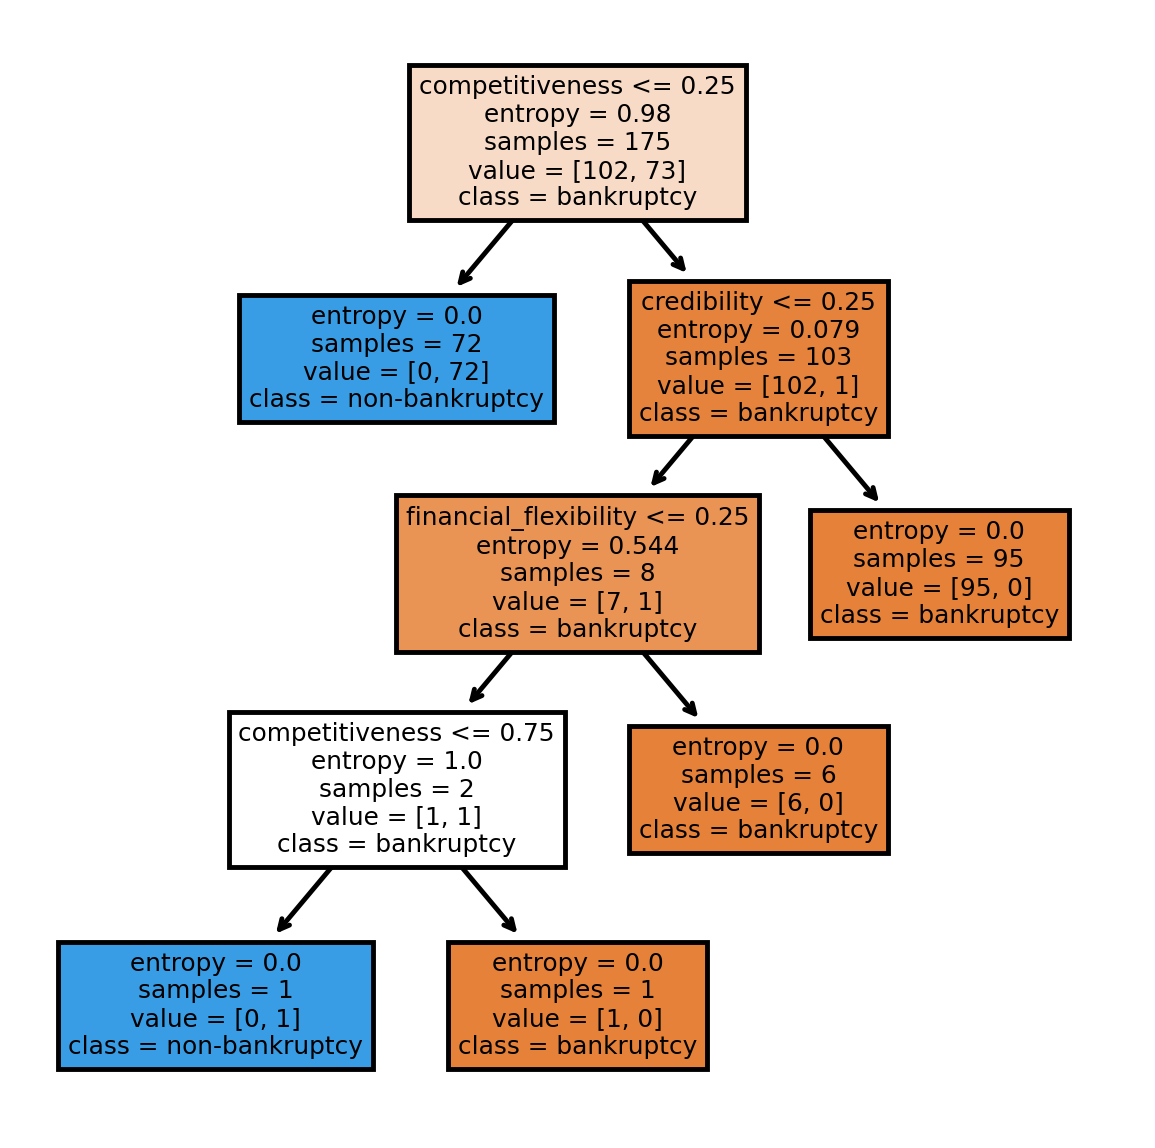 competitiveness <= 0.25
entropy = 0.98
samples = 175
value = [102, 73]
class = bankruptcy
entropy = 0.0
samples = 72
value = [0, 72]
class = non-bankruptcy
credibility <= 0.25
entropy = 0.079
samples = 103
value = [102, 1]
class = bankruptcy
financial_flexibility <= 0.25
entropy = 0.544
samples = 8
value = [7, 1]
class = bankruptcy
entropy = 0.0
samples = 95
value = [95, 0]
class = bankruptcy
competitiveness <= 0.75
entropy = 1.0
samples = 2
value = [1, 1]
class = bankruptcy
entropy = 0.0
samples = 6
value = [6, 0]
class = bankruptcy
entropy = 0.0
samples = 1
value = [0, 1]
class = non-bankruptcy
entropy = 0.0
samples = 1
value = [1, 0]
class = bankruptcy